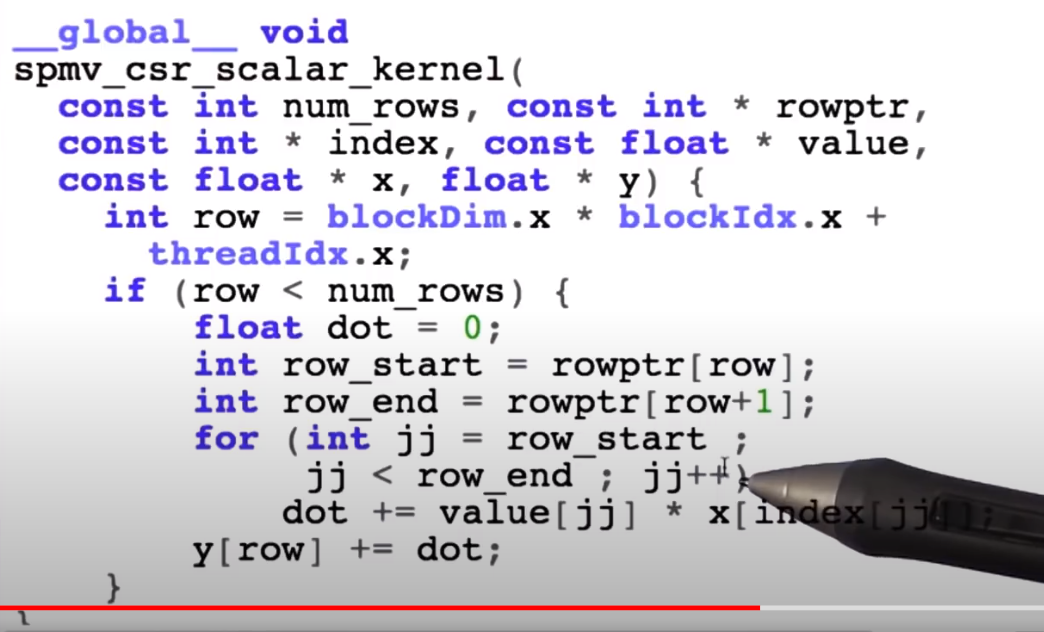 __global__ void
spmv_csr_scalar_kernel(
const int num_rows, const int * rowptr,
const int * index, const float * value,
const float * x, float * y) {
int row = blockDim.x * blockIdx.x +
threadIdx.x;
if (row < num_rows) {
float dot = 0;
int row_start = rowptr[row];
int row_end = rowptr[row+1];
for (int jj = row_start ;
jj < row_end ; jj++)
dot += value[jj] * x[index[jj]];
y[row] += dot;
}
}